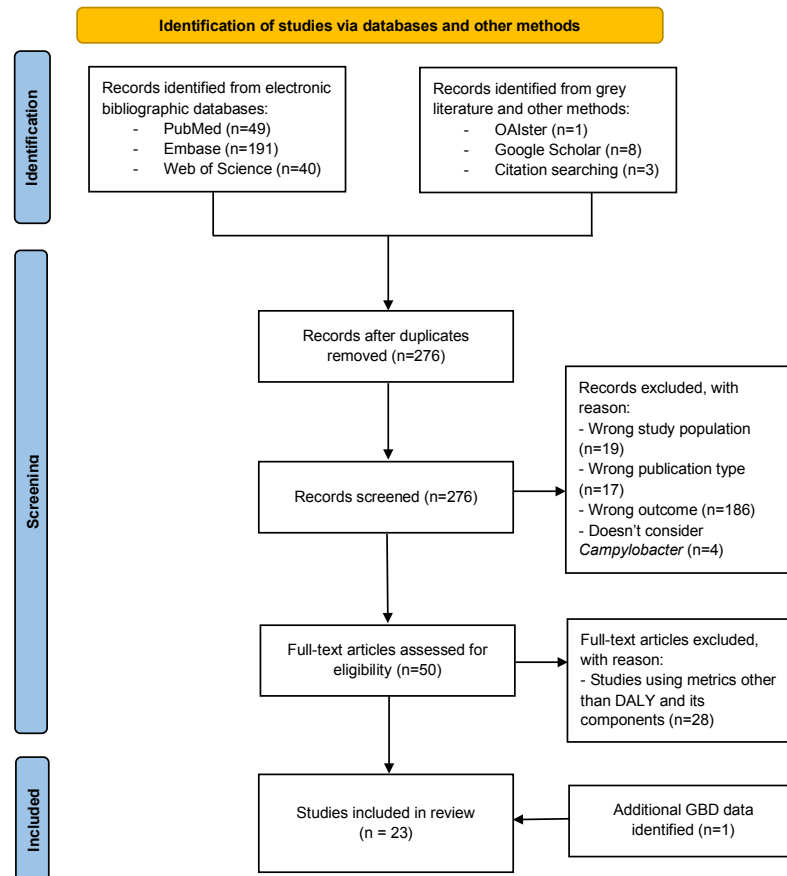 Identification of studies via databases and other methods
Identification
Records identified from electronic
bibliographic databases:
- PubMed (n=49)
- Embase (n=191)
- Web of Science (n=40)
Records identified from grey
literature and other methods:
- OAIster (n=1)
- Google Scholar (n=8)
- Citation searching (n=3)
Screening
Records after duplicates
removed (n=276)
Records screened (n=276)
Records excluded, with
reason:
- Wrong study population
(n=19)
- Wrong publication type
(n=17)
- Wrong outcome (n=186)
- Doesn’t consider
Campylobacter (n=4)
Full-text articles assessed for
eligibility (n=50)
Full-text articles excluded,
with reason:
- Studies using metrics other
than DALY and its
components (n=28)
Included
Studies included in review
(n = 23)
Additional GBD data
identified (n=1)